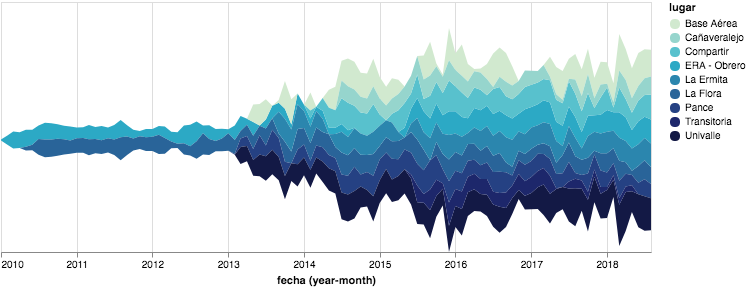 lugar
Base Aérea
Cañaveralejo
Compartir
ERA - Obrero
La Ermita
La Flora
Pance
Transitoria
Univalle
2010 2011 2012 2013 2014 2015 2016 2017 2018
fecha (year-month)